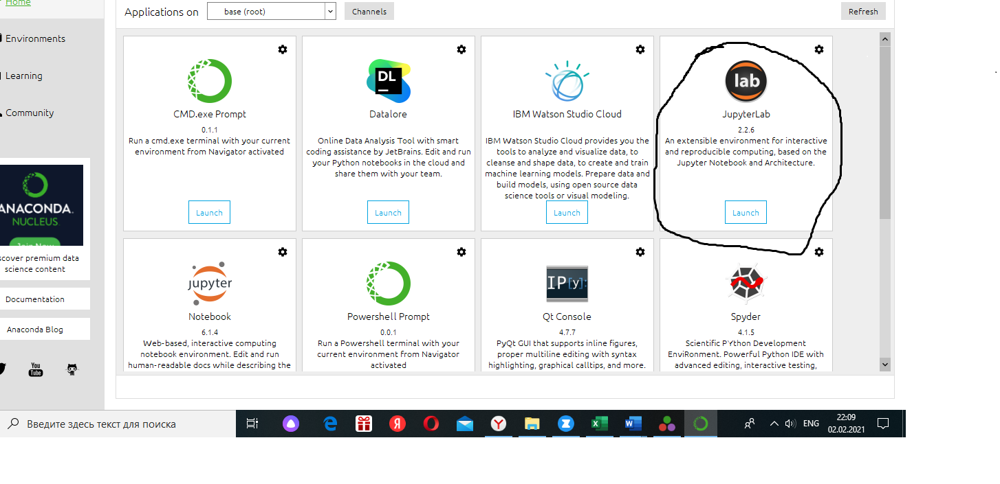 Home
Applications on
base (root)
Channels
Refresh
Environments
Learning
Community
ANACONDA.
NUCLEUS
Join Now
scover premium data
science content
Documentation
Anaconda Blog
You
Tube
CMD.exe Prompt
0.1.1
Run a cmd.exe terminal with your current
environment from Navigator activated
Launch
DL
Datalore
Online Data Analysis Tool with smart
coding assistance by JetBrains. Edit and run
your Python notebooks in the cloud and
share them with your team.
Launch
IBM Watson Studio Cloud
IBM Watson Studio Cloud provides you the
tools to analyze and visualize data, to
cleanse and shape data, to create and train
machine learning models. Prepare data and
build models, using open source data
science tools or visual modeling.
Launch
lab
JupyterLab
2.2.6
An extensible environment for interactive
and reproducible computing, based on the
Jupyter Notebook and Architecture.
Launch
jupyter
Notebook
6.1.4
Web-based, interactive computing
notebook environment. Edit and run
human-readable docs while describing the
Powershell Prompt
0.0.1
Run a Powershell terminal with your
current environment from Navigator
activated
IP[y]:
Qt Console
4.7.7
PyQt GUI that supports inline figures,
proper multiline editing with syntax
highlighting, graphical calltips, and more.
Spyder
4.1.5
Scientific PYthon Development
EnviRonment. Powerful Python IDE with
advanced editing, interactive testing,
Введите здесь текст для поиска
ENG
22:09
02.02.2021